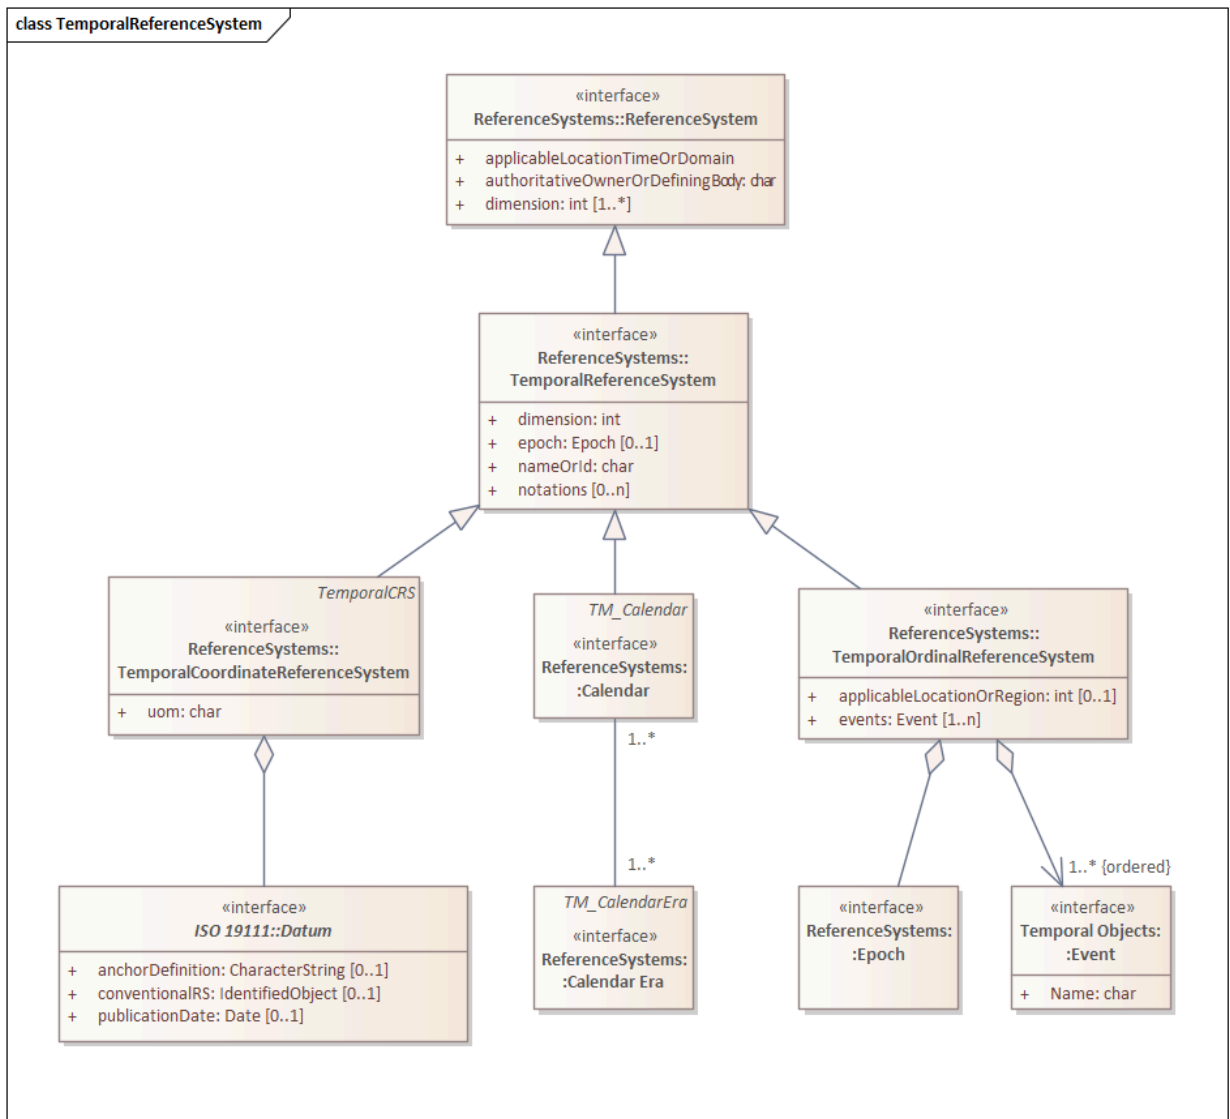 class TemporalReferenceSystem
«interface»
ReferenceSystems::ReferenceSystem
+ applicableLocationTimeOrDomain
+ authoritativeOwnerOrDefiningBody: char
+ dimension: int [1..*]
«interface»
ReferenceSystems::
TemporalReferenceSystem
+ dimension: int
+ epoch: Epoch [0..1]
+ nameOrId: char
+ notations [0..n]
TemporalCRS
«interface»
ReferenceSystems::
TemporalCoordinateReferenceSystem
+ uom: char
TM_Calendar
«interface»
ReferenceSystems:
:Calendar
«interface»
ReferenceSystems::
TemporalOrdinalReferenceSystem
+ applicableLocationOrRegion: int [0..1]
+ events: Event [1..n]
1..*
1..*
1..* {ordered}
«interface»
ISO 19111::Datum
+ anchorDefinition: CharacterString [0..1]
+ conventionalRS: IdentifiedObject [0..1]
+ publicationDate: Date [0..1]
TM_CalendarEra
«interface»
ReferenceSystems:
:Calendar Era
«interface»
ReferenceSystems:
:Epoch
«interface»
Temporal Objects:
:Event
+ Name: char